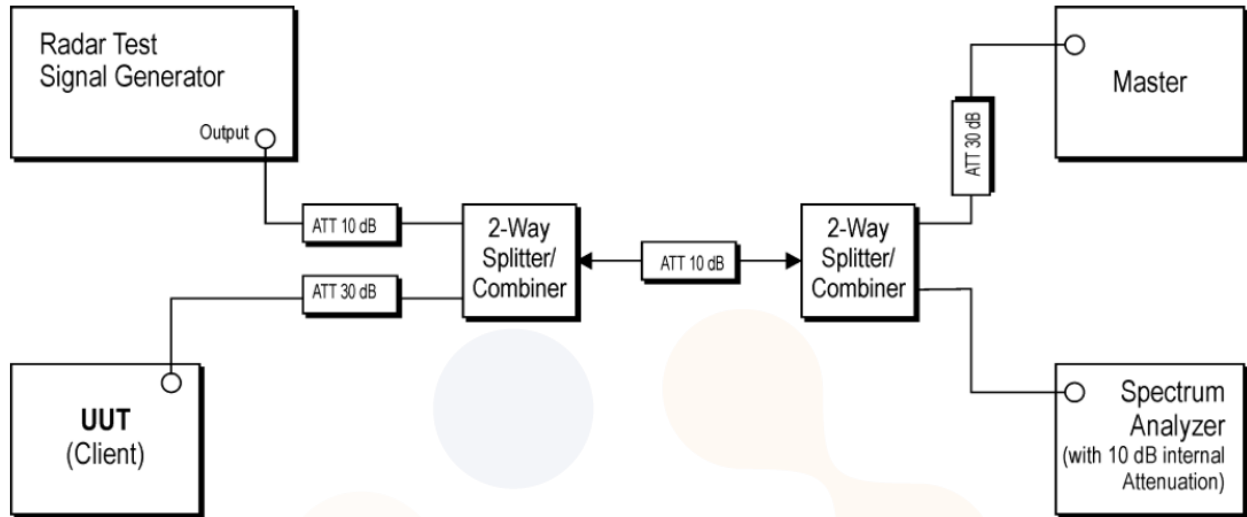 Radar Test
Signal Generator
Output
ATT 10 dB
2-Way
Splitter/
Combiner
ATT 30 dB
UUT
(Client)
ATT 10 dB
2-Way
Splitter/
Combiner
ATT 30 dB
Master
Spectrum
Analyzer
(with 10 dB internal
Attenuation)